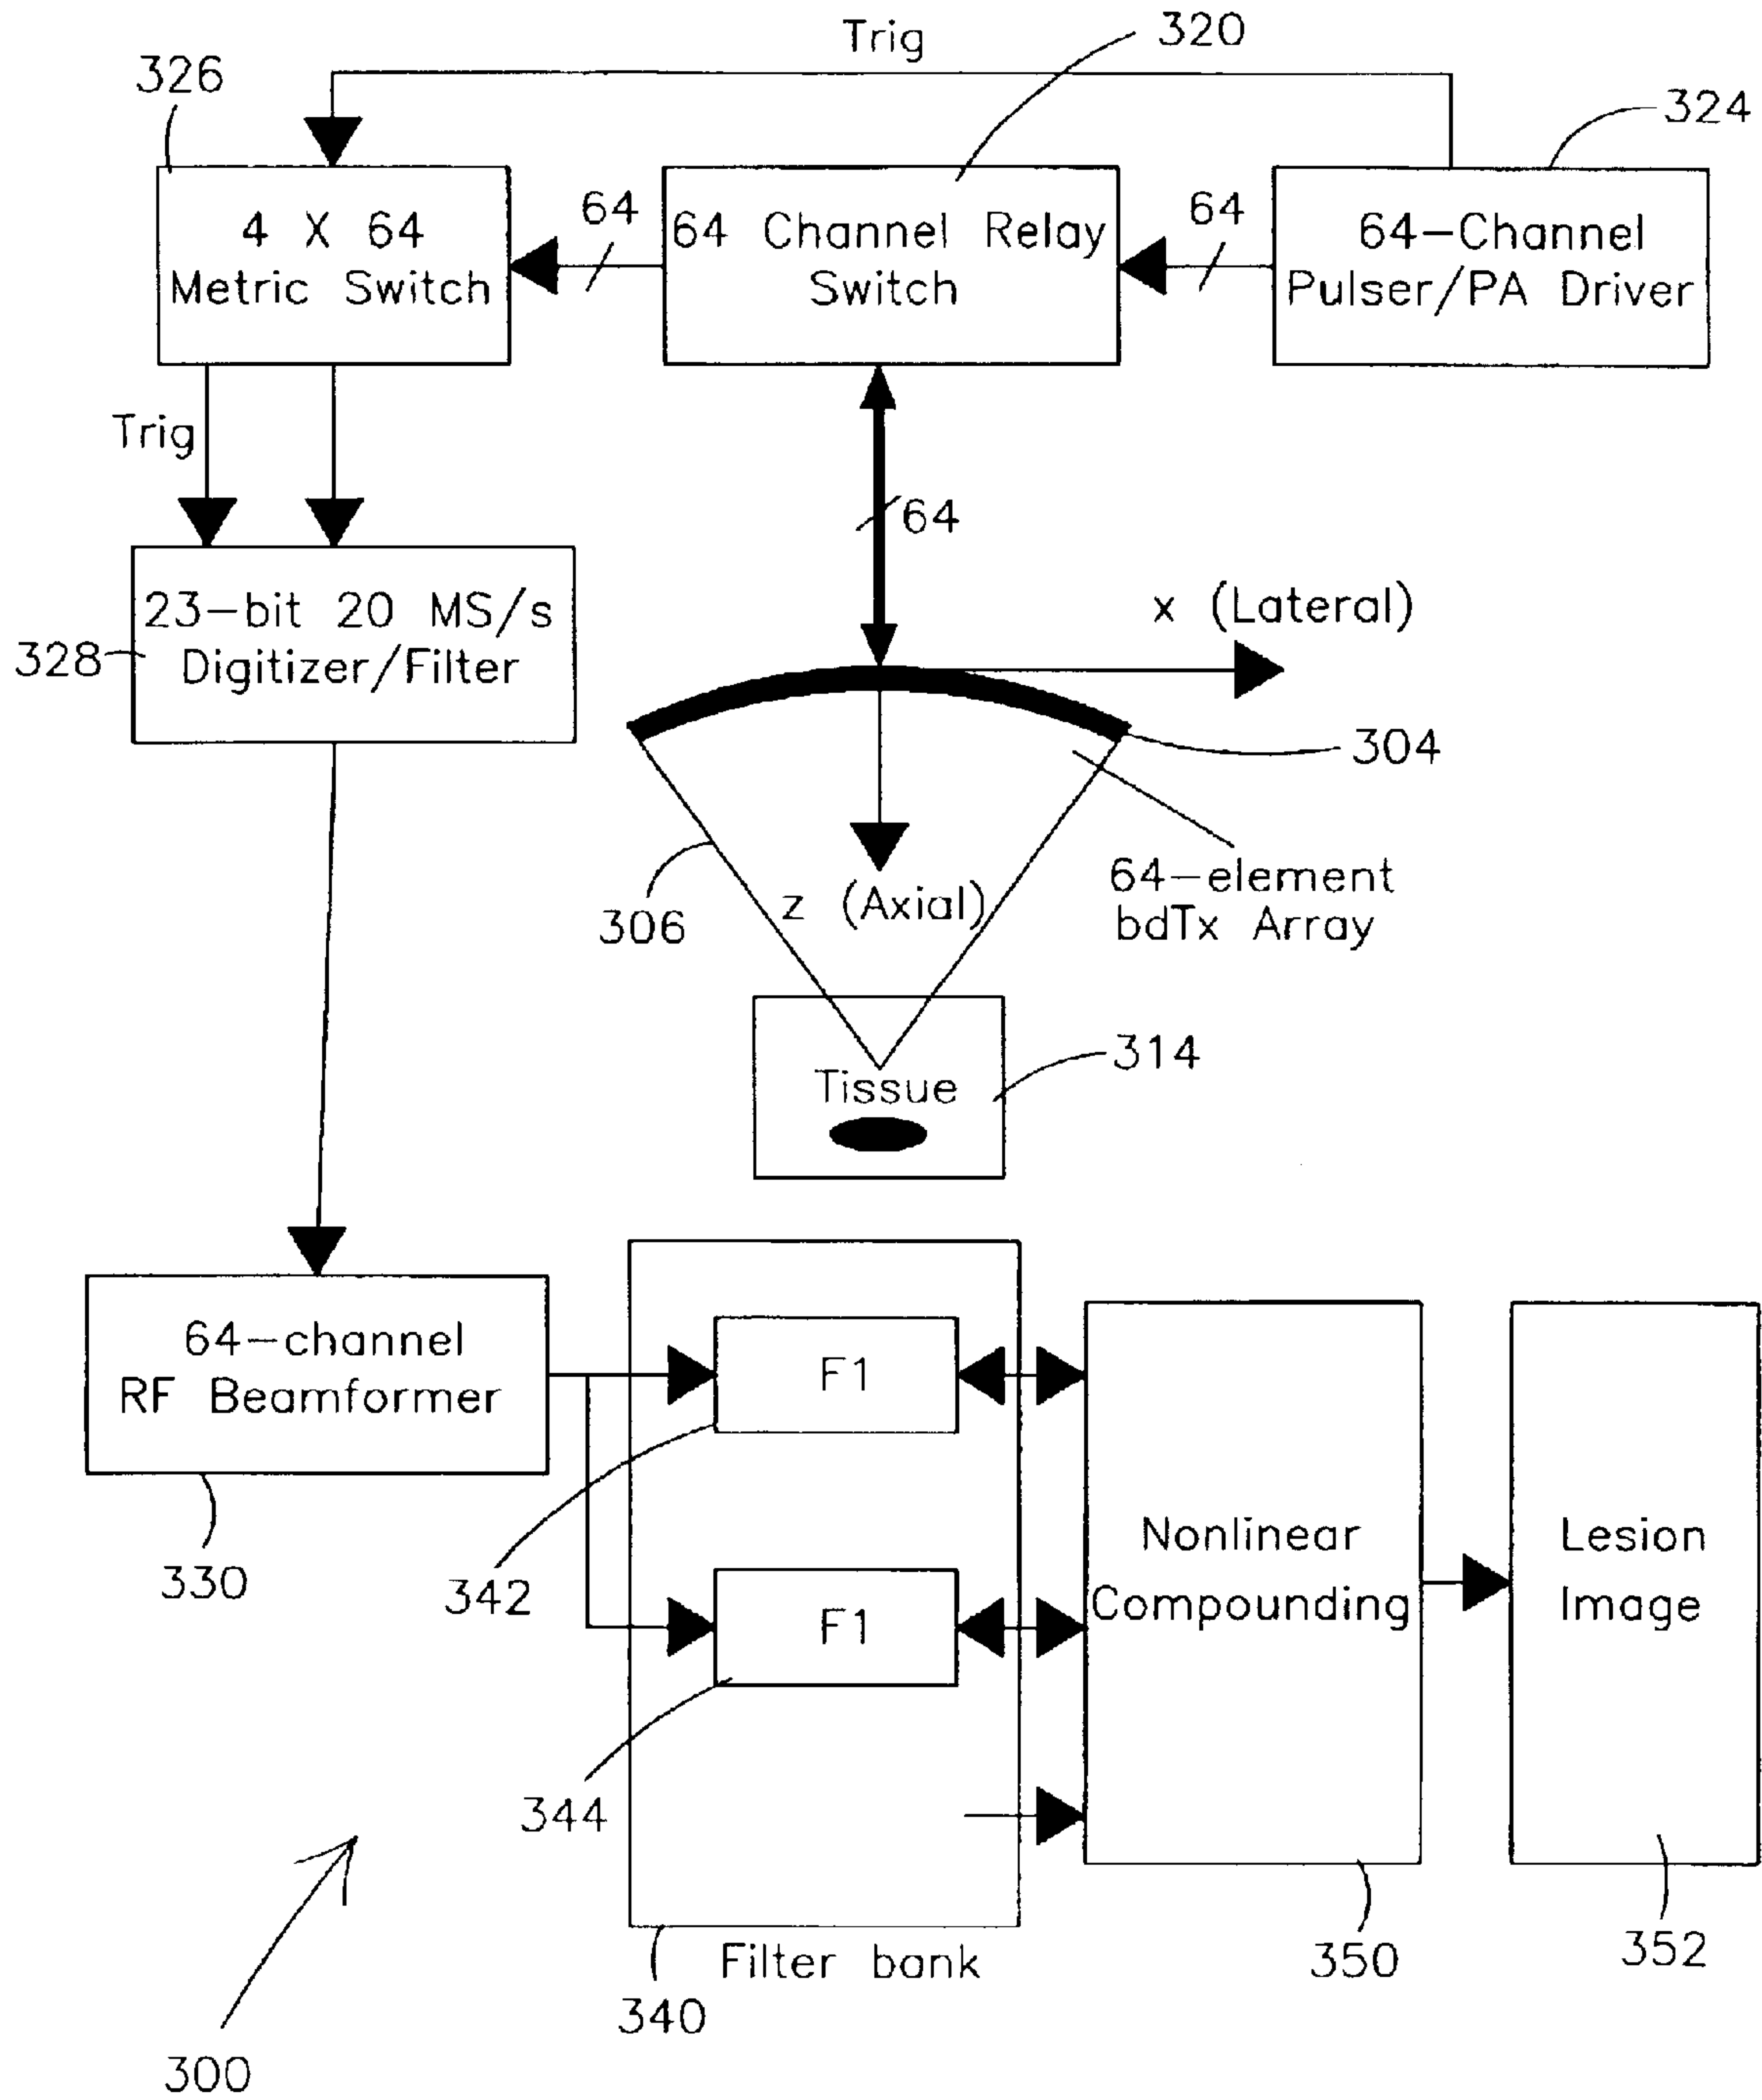 Trig
320
326
324
4 X 64
Metric Switch
64
64 Channel Relay
Switch
64
64-Channel
Pulser/PA Driver
Trig
64
23-bit 20 MS/s
Digitizer/Filter
328
x (Lateral)
304
306
z (Axial)
64-element
bdTx Array
314
Tissue
64-channel
RF Beamformer
330
F1
342
F1
344
Nonlinear
Compounding
Lesion
Image
350
352
Filter bank
340
300